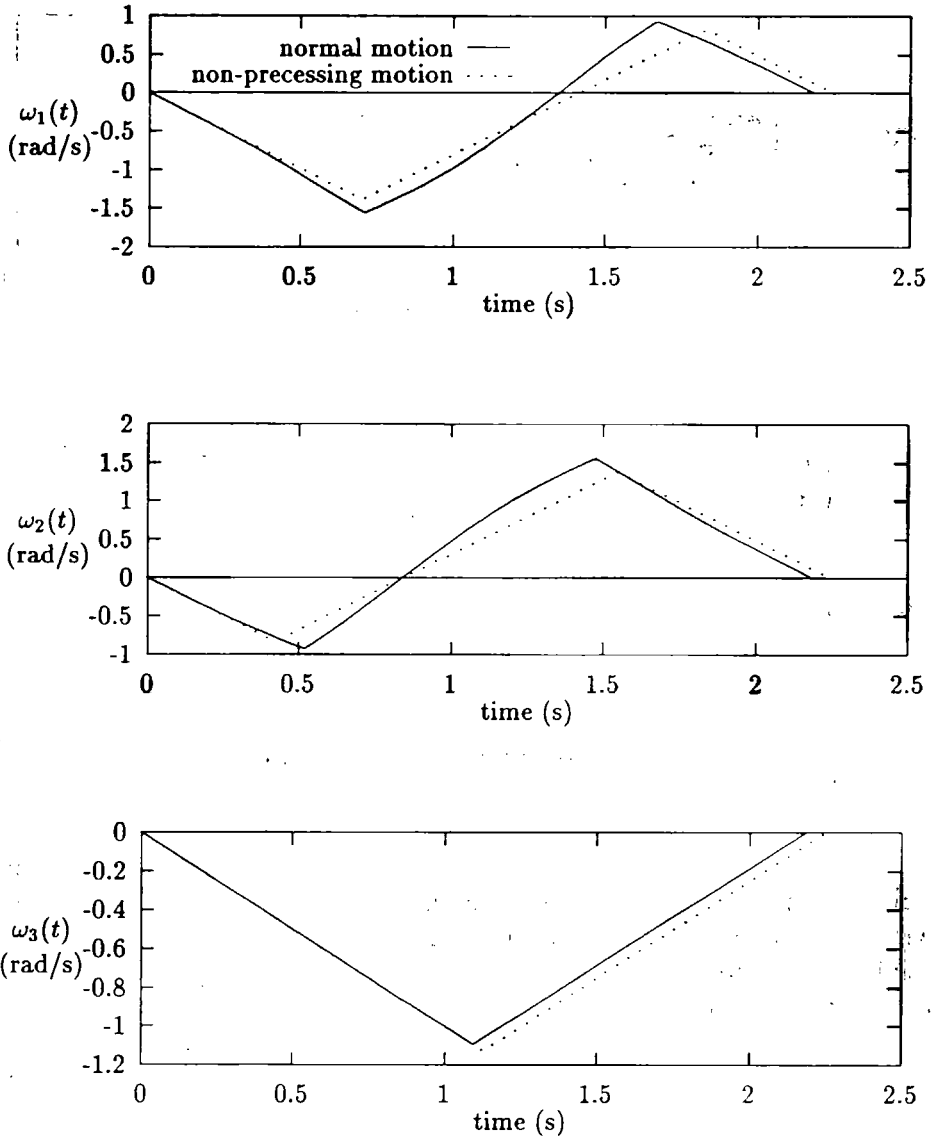 1
0.5
0
-0.5
-1
-1.5
-2
normal motion
non-precessing motion
ω1(t)
(rad/s)
0 0.5 1 1.5 2 2.5
time (s)
2
1.5
1
0.5
0
-0.5
-1
ω2(t)
(rad/s)
0 0.5 1 1.5 2 2.5
time (s)
0
-0.2
-0.4
-0.6
-0.8
-1
-1.2
ω3(t)
(rad/s)
0 0.5 1 1.5 2 2.5
time (s)